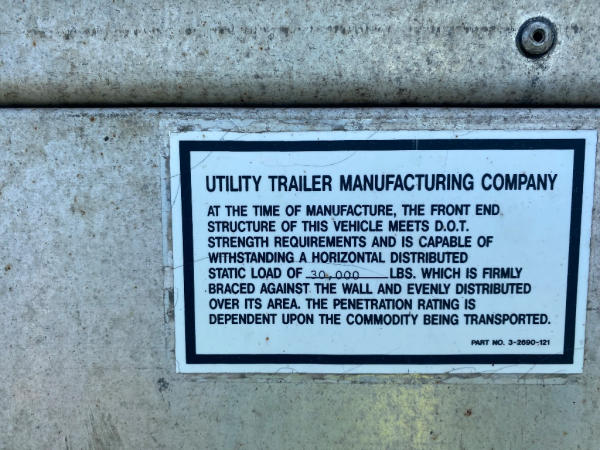 UTILITY TRAILER MANUFACTURING COMPANY
AT THE TIME OF MANUFACTURE, THE FRONT END
STRUCTURE OF THIS VEHICLE MEETS D.O.T.
STRENGTH REQUIREMENTS AND IS CAPABLE OF
WITHSTANDING A HORIZONTAL DISTRIBUTED
STATIC LOAD OF 30,000 LBS. WHICH IS FIRMLY
BRACED AGAINST THE WALL AND EVENLY DISTRIBUTED
OVER ITS AREA. THE PENETRATION RATING IS
DEPENDENT UPON THE COMMODITY BEING TRANSPORTED.
PART NO. 3-2690-121